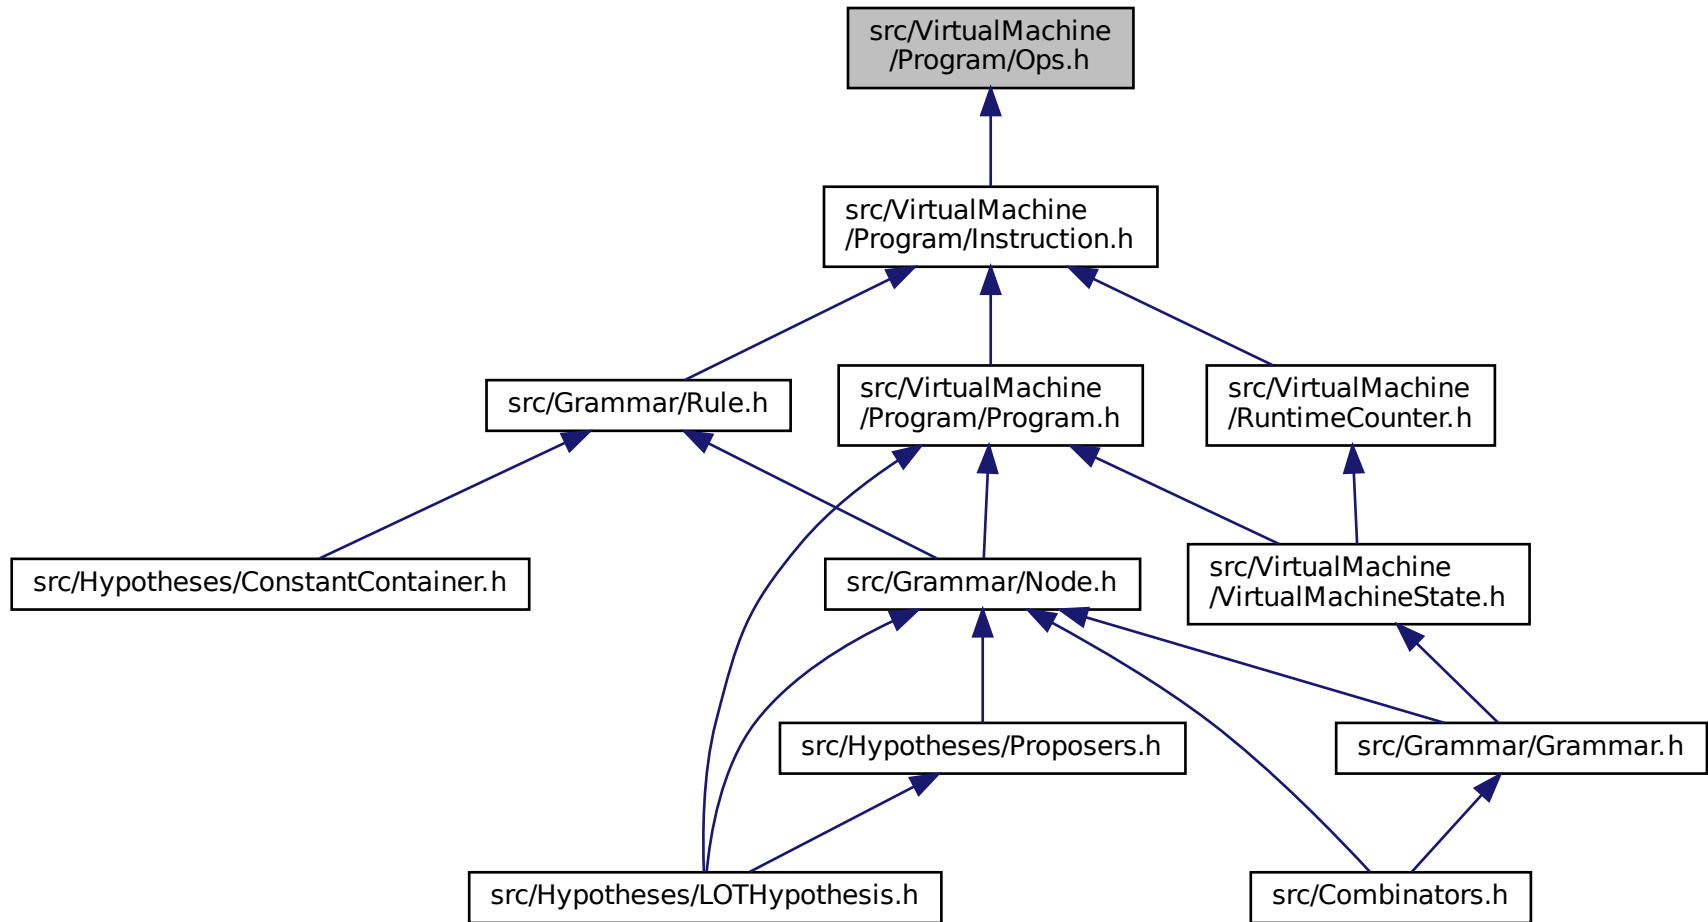 src/VirtualMachine
/Program/Ops.h
src/VirtualMachine
/Program/Instruction.h
src/Grammar/Rule.h
src/VirtualMachine
/Program/Program.h
src/VirtualMachine
/RuntimeCounter.h
src/Hypotheses/ConstantContainer.h
src/Grammar/Node.h
src/VirtualMachine
/VirtualMachineState.h
src/Hypotheses/Proposers.h
src/Grammar/Grammar.h
src/Hypotheses/LOTHypothesis.h
src/Combinators.h